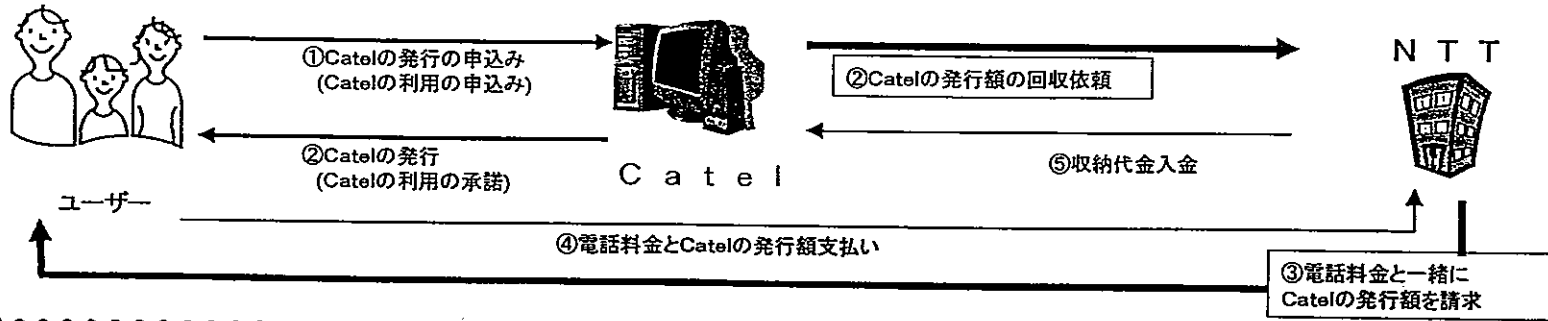 ①Catelの発行の申込み
(Catelの利用の申込み)
②Catelの発行額の回収依頼
N T T
②Catelの発行
(Catelの利用の承諾)
C a t e l
⑤収納代金入金
ユーザー
④電話料金とCatelの発行額支払い
③電話料金と一緒に
Catelの発行額を請求